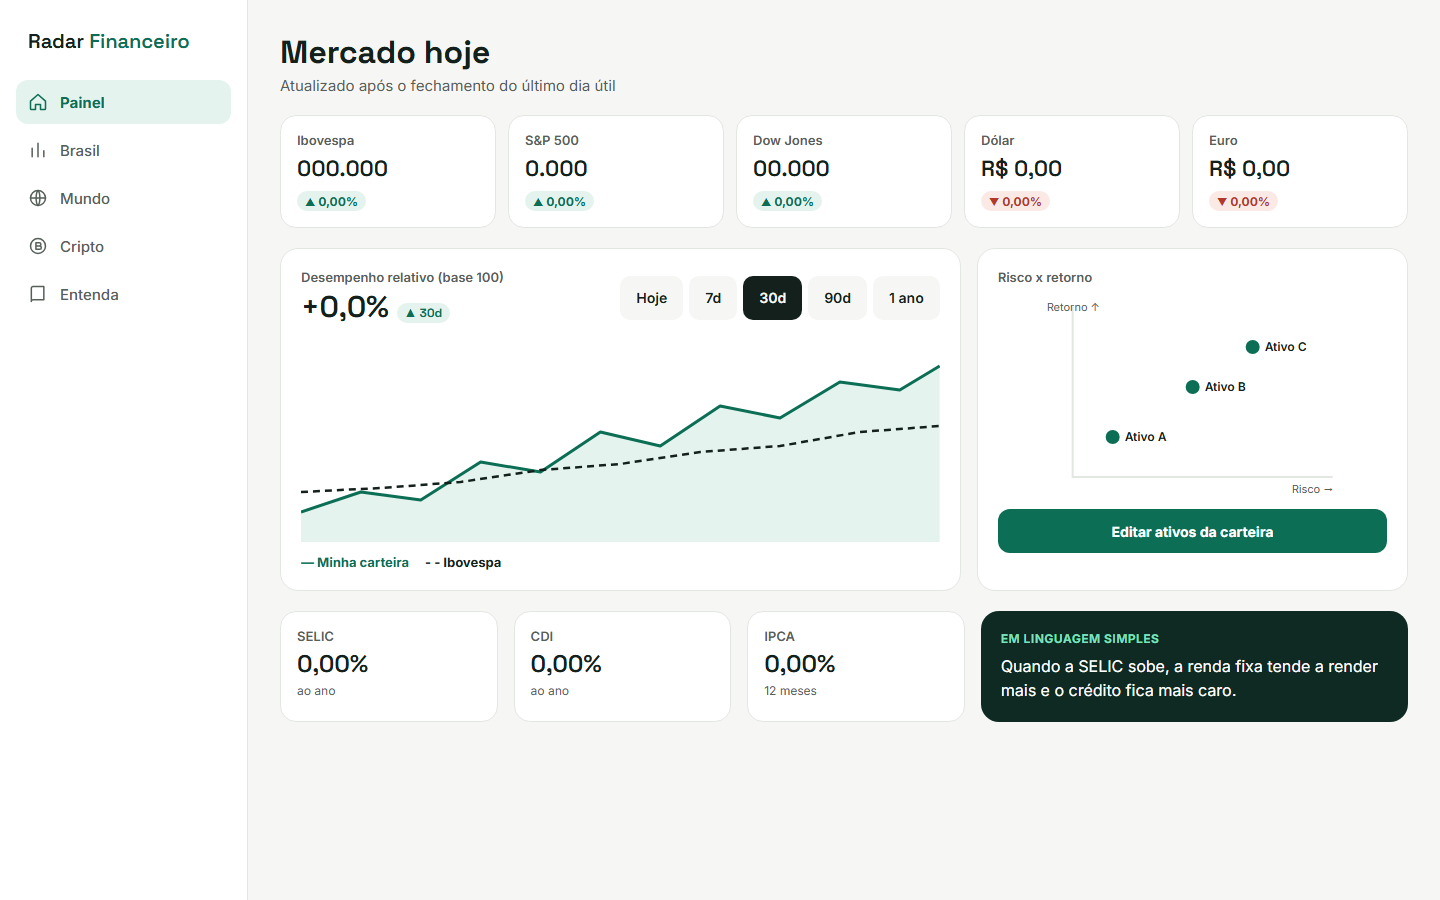 Radar Financeiro
Painel
Brasil
Mundo
Cripto
Entenda
Mercado hoje
Atualizado após o fechamento do último dia útil
Ibovespa
000.000
▲ 0,00%
S&P 500
0.000
▲ 0,00%
Dow Jones
00.000
▲ 0,00%
Dólar
R$ 0,00
▼ 0,00%
Euro
R$ 0,00
▼ 0,00%
Desempenho relativo (base 100)
+0,0% ▲ 30d
Hoje 7d 30d 90d 1 ano
— Minha carteira - - Ibovespa
Risco x retorno
Retorno ↑
Ativo C
Ativo B
Ativo A
Risco →
Editar ativos da carteira
SELIC
0,00%
ao ano
CDI
0,00%
ao ano
IPCA
0,00%
12 meses
EM LINGUAGEM SIMPLES
Quando a SELIC sobe, a renda fixa tende a render
mais e o crédito fica mais caro.